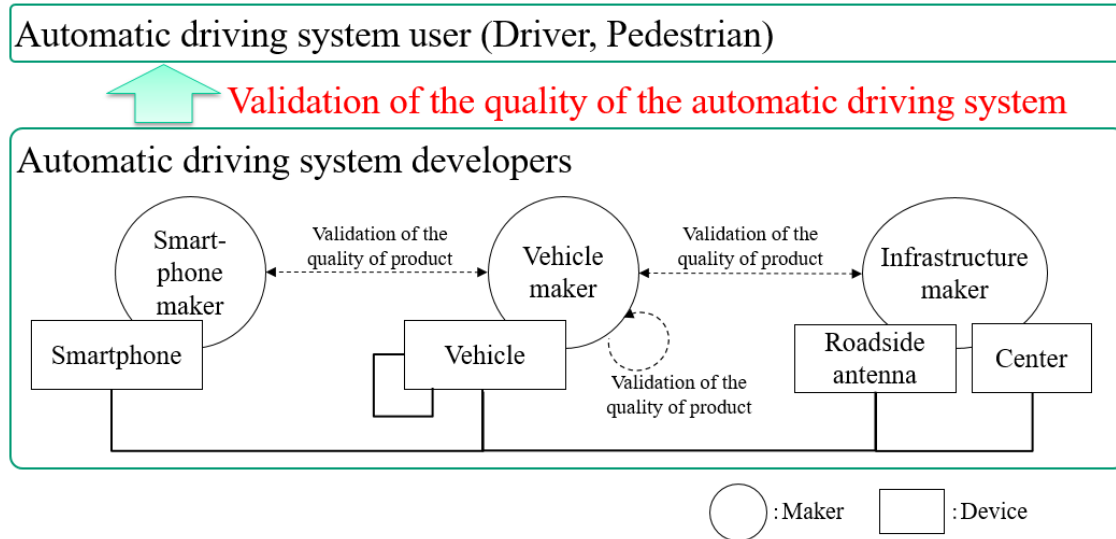 Automatic driving system user (Driver, Pedestrian)
Validation of the quality of the automatic driving system
Automatic driving system developers
Smart-
phone
maker
Validation of the
quality of product
Vehicle
maker
Validation of the
quality of product
Infrastructure
maker
Smartphone
Vehicle
Validation of the
quality of product
Roadside
antenna
Center
: Maker
: Device